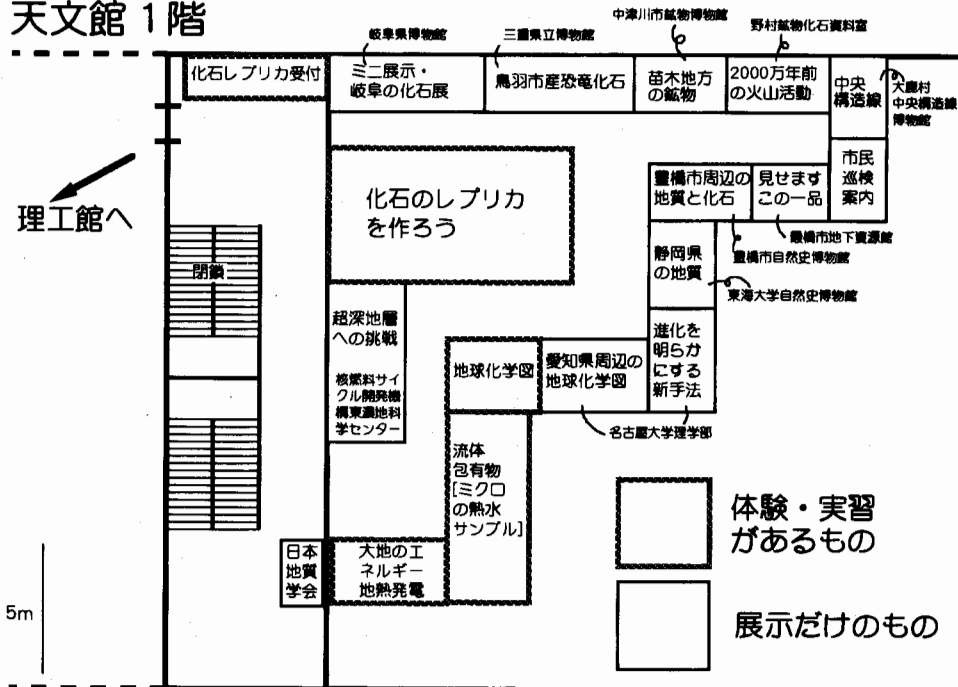 天文館 1階
岐阜県博物館
三重県立博物館
中津川市鉱物博物館
野村鉱物化石資料室
化石レプリカ受付
ミニ展示・
岐阜の化石展
鳥羽市産恐竜化石
苗木地方
の鉱物
2000万年前
の火山活動
中央
構造線
大鹿村
中央構造線
博物館
理工館へ
化石のレプリカ
を作ろう
豊橋市周辺の
地質と化石
見せます
この一品
市民
巡検
案内
豊橋市地下資源館
豊橋市自然史博物館
閉鎖
静岡県
の地質
東海大学自然史博物館
超深地層
への挑戦
核燃料サイ
クル開発機
構東濃地科
学センター
地球化学図
愛知県周辺の
地球化学図
進化を
明らか
にする
新手法
名古屋大学理学部
流体
包有物
[ミクロ
の熱水
サンプル]
日本
地質
学会
大地のエ
ネルギー
地熱発電
体験・実習
があるもの
展示だけのもの
5m